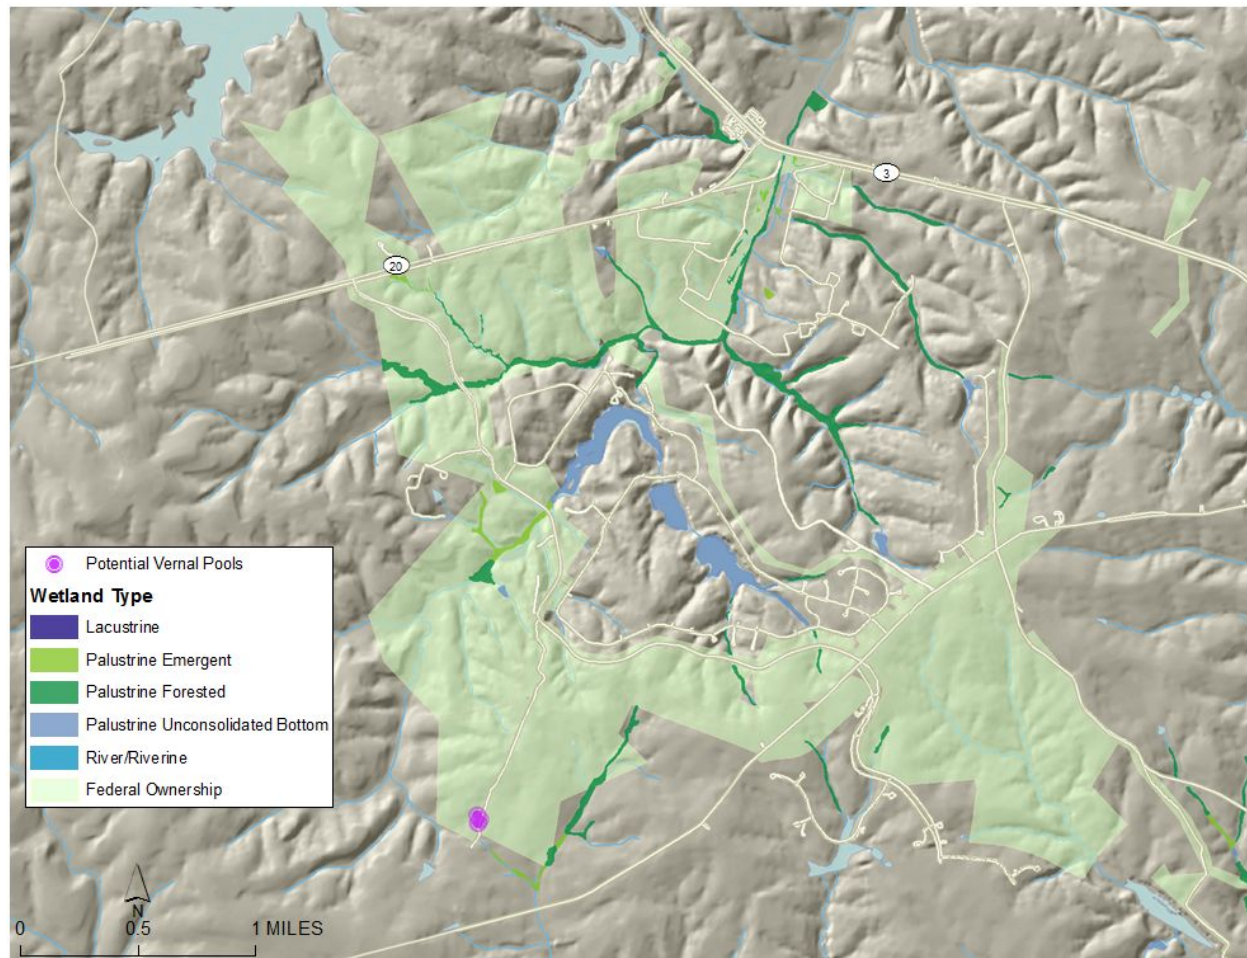 3
20
Potential Vernal Pools
Wetland Type
Lacustrine
Palustrine Emergent
Palustrine Forested
Palustrine Unconsolidated Bottom
River/Riverine
Federal Ownership
N
0 0.5 1 MILES